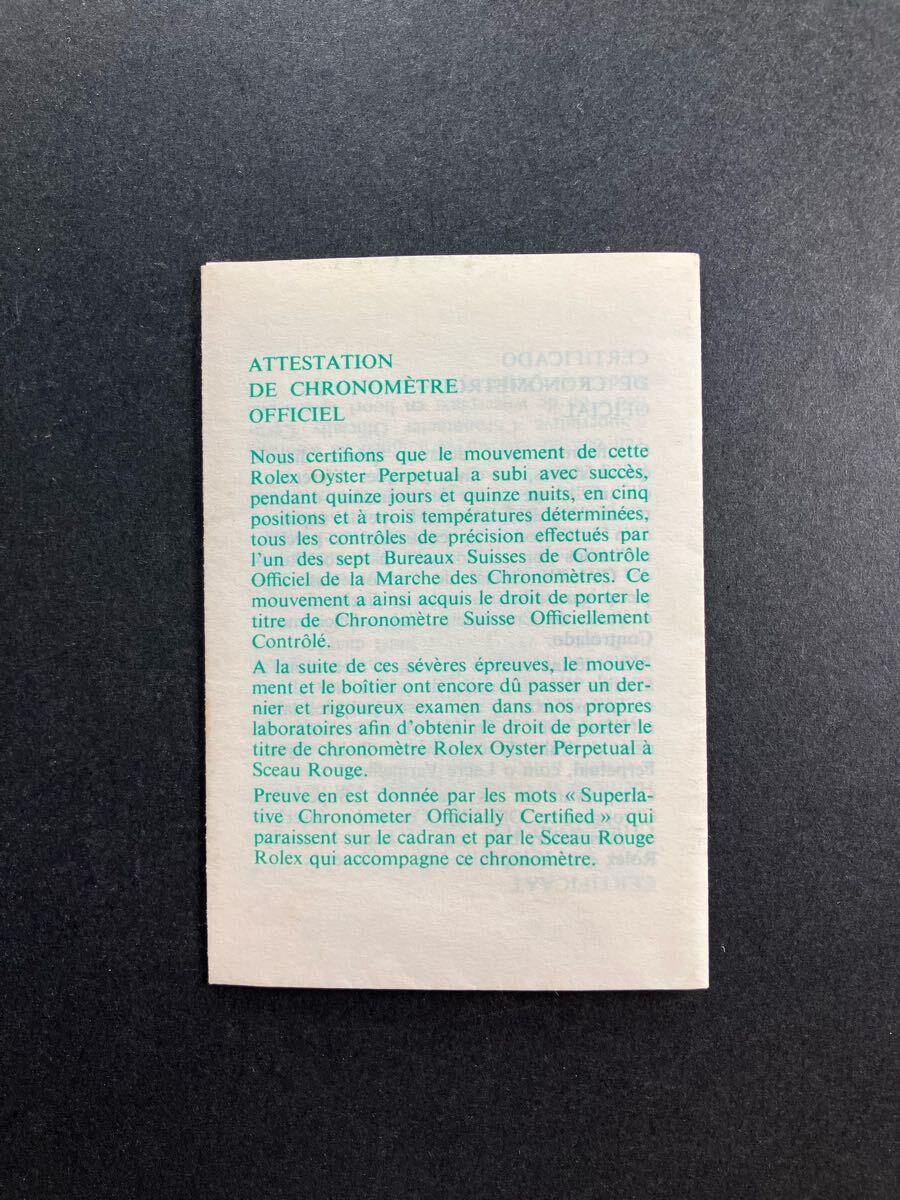 ATTESTATION
DE CHRONOMÈTRE
OFFICIEL
Nous certifions que le mouvement de cette
Rolex Oyster Perpetual a subi avec succès,
pendant quinze jours et quinze nuits, en cinq
positions et à trois températures déterminées,
tous les contrôles de précision effectués par
l'un des sept Bureaux Suisses de Contrôle
Officiel de la Marche des Chronomètres. Ce
mouvement a ainsi acquis le droit de porter le
titre de Chronomètre Suisse Officiellement
Contrôlé.
A la suite de ces sévères épreuves, le mouve-
ment et le boîtier ont encore dû passer un der-
nier et rigoureux examen dans nos propres
laboratoires afin d'obtenir le droit de porter le
titre de chronomètre Rolex Oyster Perpetual à
Sceau Rouge.
Preuve en est donnée par les mots « Superla-
tive Chronometer Officially Certified » qui
paraissent sur le cadran et par le Sceau Rouge
Rolex qui accompagne ce chronomètre.